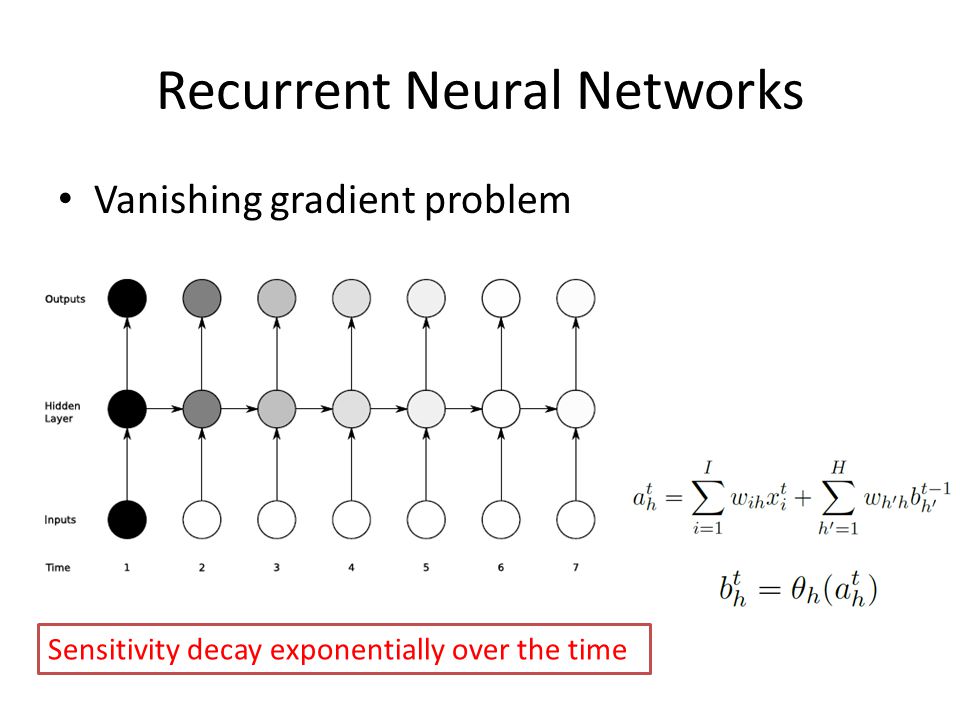 Recurrent Neural Networks
• Vanishing gradient problem
Outputs
Hidden
Layer
Inputs
Time 1 2 3 4 5 6 7
a_h^t = \sum_{i=1}^{I} w_{ih} x_i^t + \sum_{h'=1}^{H} w_{h'h} b_{h'}^{t-1}
b_h^t = θ_h(a_h^t)
Sensitivity decay exponentially over the time